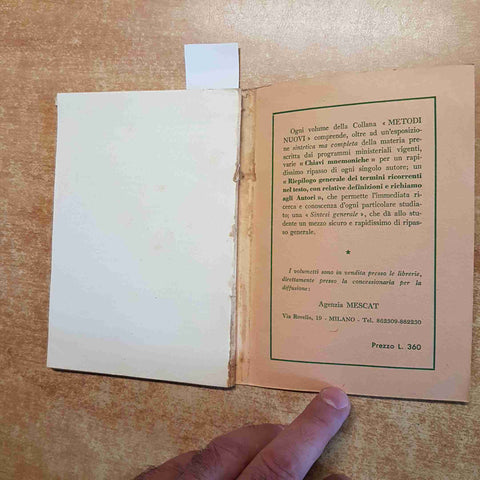 Ogni volume della Collana « METODI
NUOVI » comprende, oltre ad un'esposizio-
ne sintetica ma completa della materia pre-
scritta dai programmi ministeriali vigenti,
varie « Chiavi mnemoniche » per un rapi-
dissimo ripasso di ogni singolo autore; un
« Riepilogo generale dei termini ricorrenti
nel testo, con relative definizioni e richiamo
agli Autori », che permette l'immediata ri-
cerca e conoscenza d'ogni particolare studia-
to; una « Sintesi generale », che dà allo stu-
dente un mezzo sicuro e rapidissimo di ripas-
so generale.
★
I volumetti sono in vendita presso le librerie,
direttamente presso la concessionaria per la
diffusione:
Agenzia MESCAT
Via Rovello, 19 - MILANO - Tel. 862309-862230
Prezzo L. 360